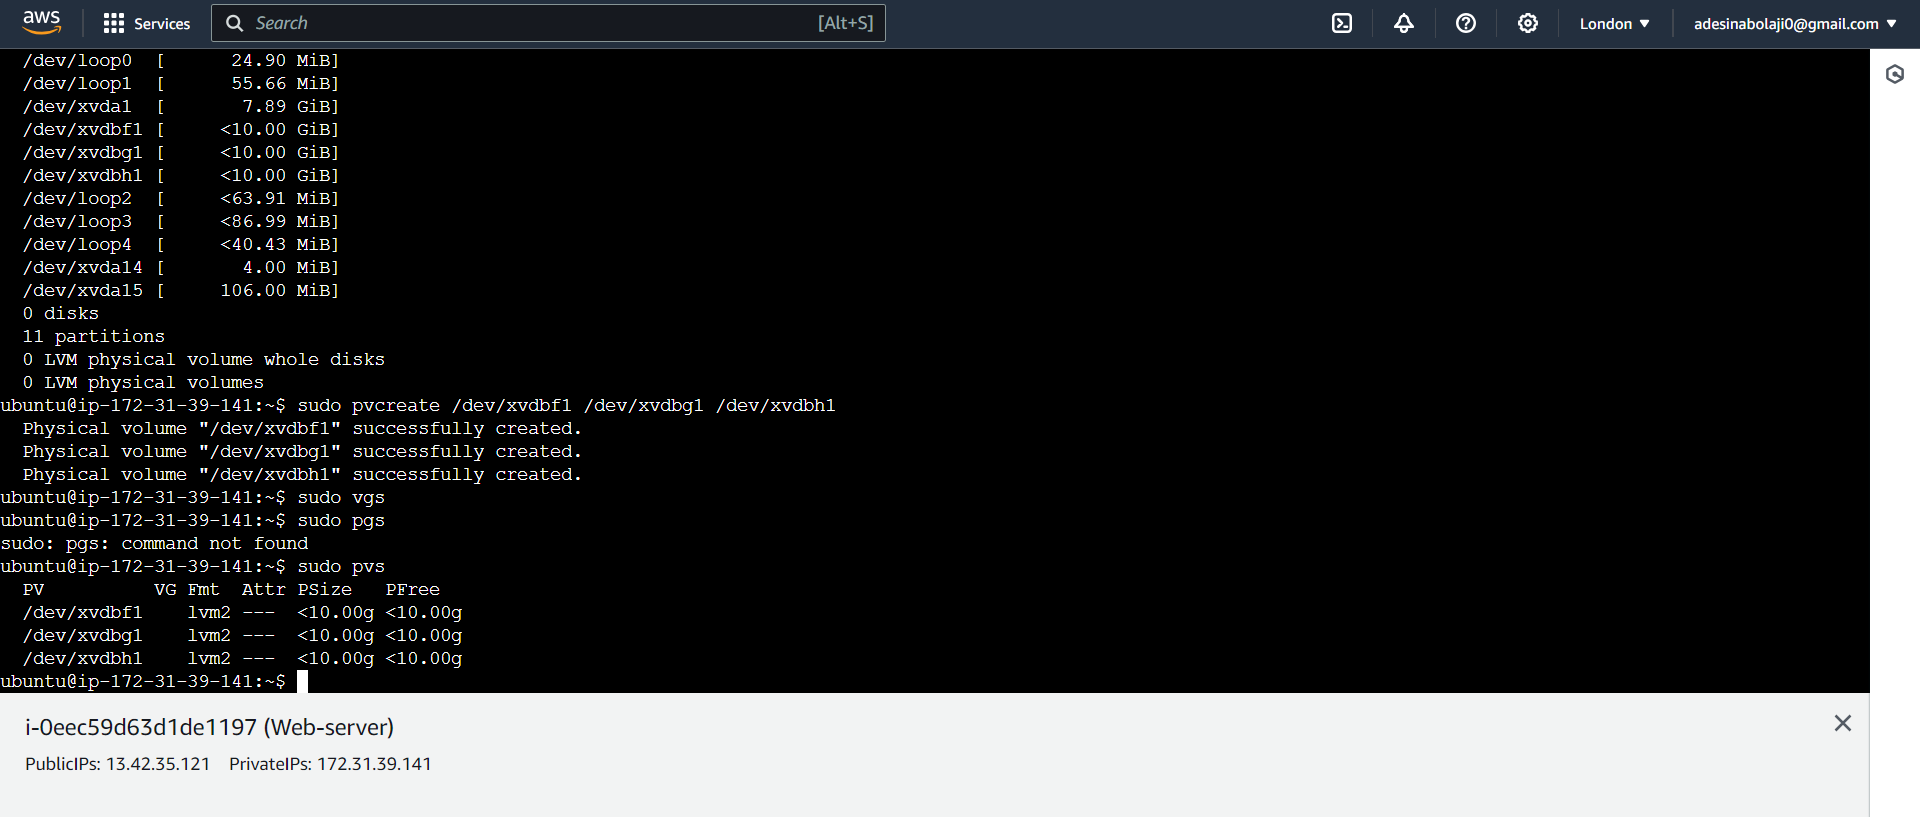 aws Services Search [Alt+S] London adesinabolaji0@gmail.com
/dev/loop0 [ 24.90 MiB]
/dev/loop1 [ 55.66 MiB]
/dev/xvda1 [ 7.89 GiB]
/dev/xvdbf1 [ <10.00 GiB]
/dev/xvdbg1 [ <10.00 GiB]
/dev/xvdbh1 [ <10.00 GiB]
/dev/loop2 [ <63.91 MiB]
/dev/loop3 [ <86.99 MiB]
/dev/loop4 [ <40.43 MiB]
/dev/xvda14 [ 4.00 MiB]
/dev/xvda15 [ 106.00 MiB]
0 disks
11 partitions
0 LVM physical volume whole disks
0 LVM physical volumes
ubuntu@ip-172-31-39-141:~$ sudo pvcreate /dev/xvdbf1 /dev/xvdbg1 /dev/xvdbh1
Physical volume "/dev/xvdbf1" successfully created.
Physical volume "/dev/xvdbg1" successfully created.
Physical volume "/dev/xvdbh1" successfully created.
ubuntu@ip-172-31-39-141:~$ sudo vgs
ubuntu@ip-172-31-39-141:~$ sudo pgs
sudo: pgs: command not found
ubuntu@ip-172-31-39-141:~$ sudo pvs
PV VG Fmt Attr PSize PFree
/dev/xvdbf1 lvm2 --- <10.00g <10.00g
/dev/xvdbg1 lvm2 --- <10.00g <10.00g
/dev/xvdbh1 lvm2 --- <10.00g <10.00g
ubuntu@ip-172-31-39-141:~$
i-0eec59d63d1de1197 (Web-server)
PublicIPs: 13.42.35.121 PrivateIPs: 172.31.39.141